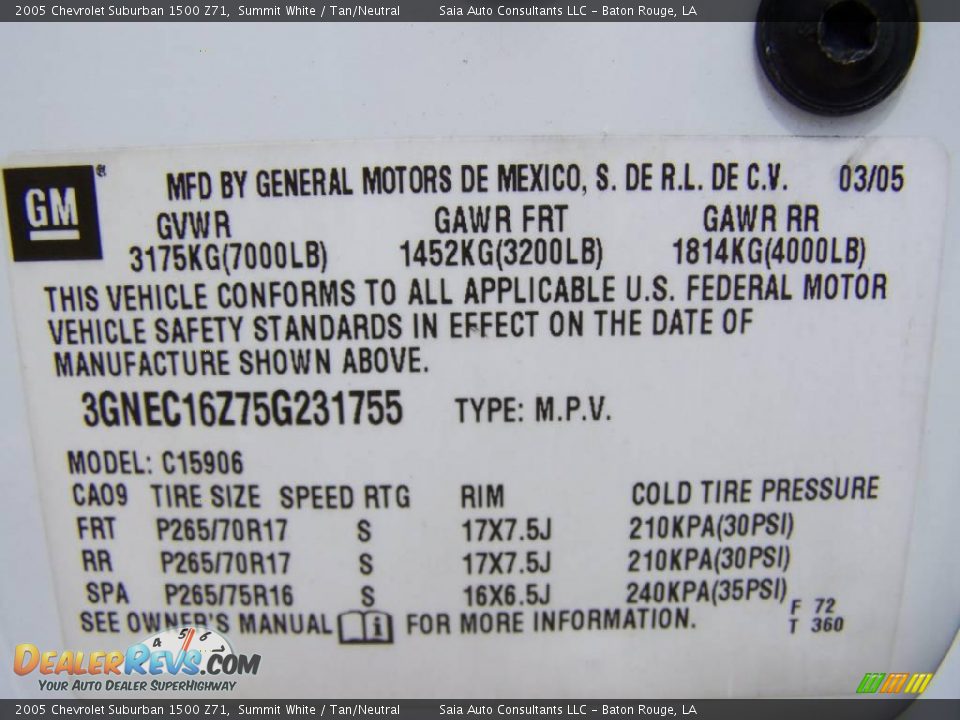 2005 Chevrolet Suburban 1500 Z71, Summit White / Tan/Neutral Saia Auto Consultants LLC - Baton Rouge, LA
GM ® MFD BY GENERAL MOTORS DE MEXICO, S. DE R.L. DE C.V. 03/05
GVWR GAWR FRT GAWR RR
3175KG(7000LB) 1452KG(3200LB) 1814KG(4000LB)
THIS VEHICLE CONFORMS TO ALL APPLICABLE U.S. FEDERAL MOTOR
VEHICLE SAFETY STANDARDS IN EFFECT ON THE DATE OF
MANUFACTURE SHOWN ABOVE.
3GNEC16Z75G231755 TYPE: M.P.V.
MODEL: C15906
CA09 TIRE SIZE SPEED RTG RIM COLD TIRE PRESSURE
FRT P265/70R17 S 17X7.5J 210KPA(30PSI)
RR P265/70R17 S 17X7.5J 210KPA(30PSI)
SPA P265/75R16 S 16X6.5J 240KPA(35PSI)
F 72
SEE OWNER'S MANUAL i FOR MORE INFORMATION. T 360
4 5 6
DEALERREVS.COM
YOUR AUTO DEALER SUPERHIGHWAY
2005 Chevrolet Suburban 1500 Z71, Summit White / Tan/Neutral Saia Auto Consultants LLC - Baton Rouge, LA